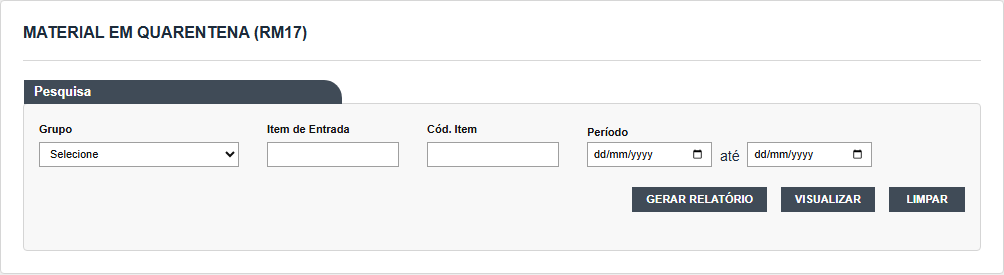 MATERIAL EM QUARENTENA (RM17)
Pesquisa
Grupo Item de Entrada Cód. Item Período
Selecione dd/mm/yyyy até dd/mm/yyyy
GERAR RELATÓRIO VISUALIZAR LIMPAR